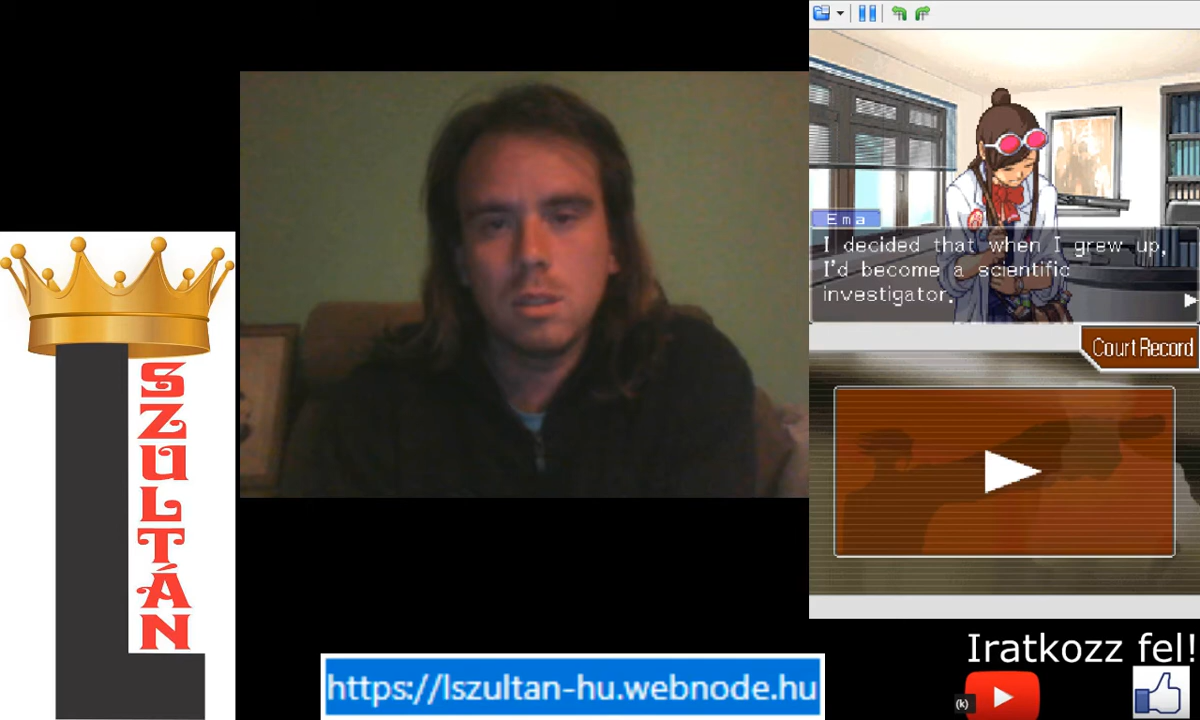 L
SZULTÁN
Ema
I decided that when I grew up,
I'd become a scientific
investigator.
Court Record
https://lszultan-hu.webnode.hu
Iratkozz fel!
(k)